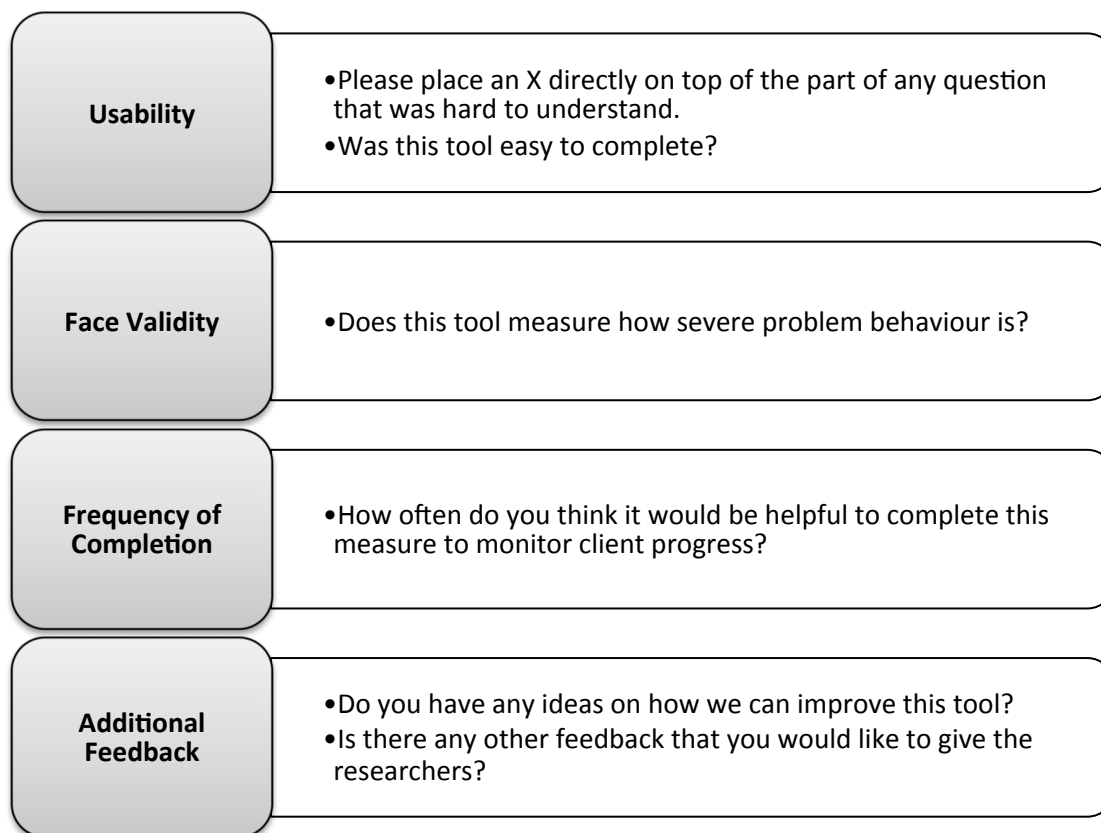 Usability
•Please place an X directly on top of the part of any question
that was hard to understand.
•Was this tool easy to complete?
Face Validity
•Does this tool measure how severe problem behaviour is?
Frequency of
Completion
•How often do you think it would be helpful to complete this
measure to monitor client progress?
Additional
Feedback
•Do you have any ideas on how we can improve this tool?
•Is there any other feedback that you would like to give the
researchers?